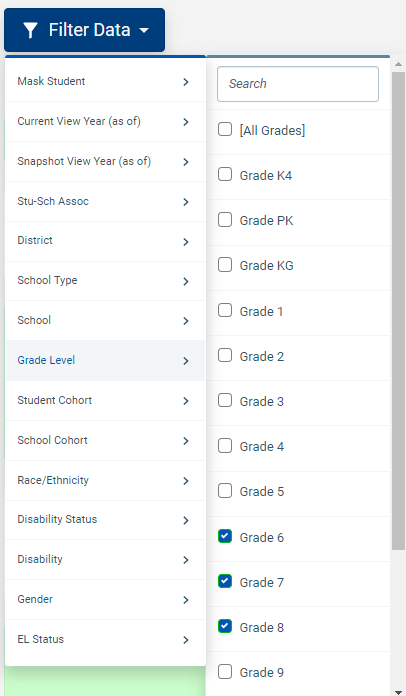 Filter Data
Mask Student
Current View Year (as of)
Snapshot View Year (as of)
Stu-Sch Assoc
District
School Type
School
Grade Level
Student Cohort
School Cohort
Race/Ethnicity
Disability Status
Disability
Gender
EL Status
Search
[All Grades]
Grade K4
Grade PK
Grade KG
Grade 1
Grade 2
Grade 3
Grade 4
Grade 5
Grade 6
Grade 7
Grade 8
Grade 9